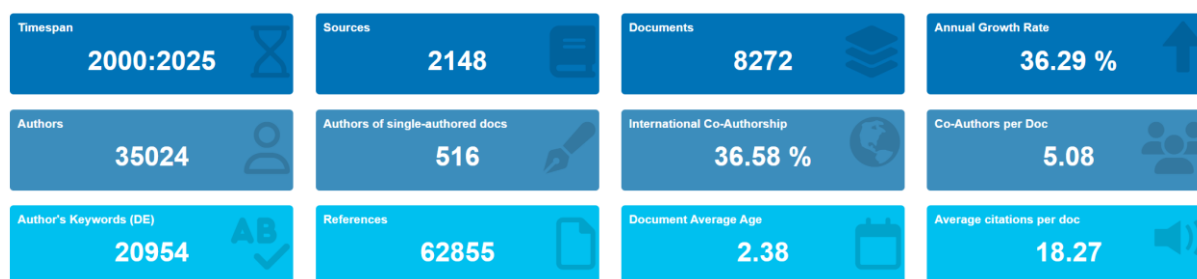 Timespan
2000:2025
Sources
2148
Documents
8272
Annual Growth Rate
36.29 %
Authors
35024
Authors of single-authored docs
516
International Co-Authorship
36.58 %
Co-Authors per Doc
5.08
Author's Keywords (DE)
20954
AB
References
62855
Document Average Age
2.38
Average citations per doc
18.27